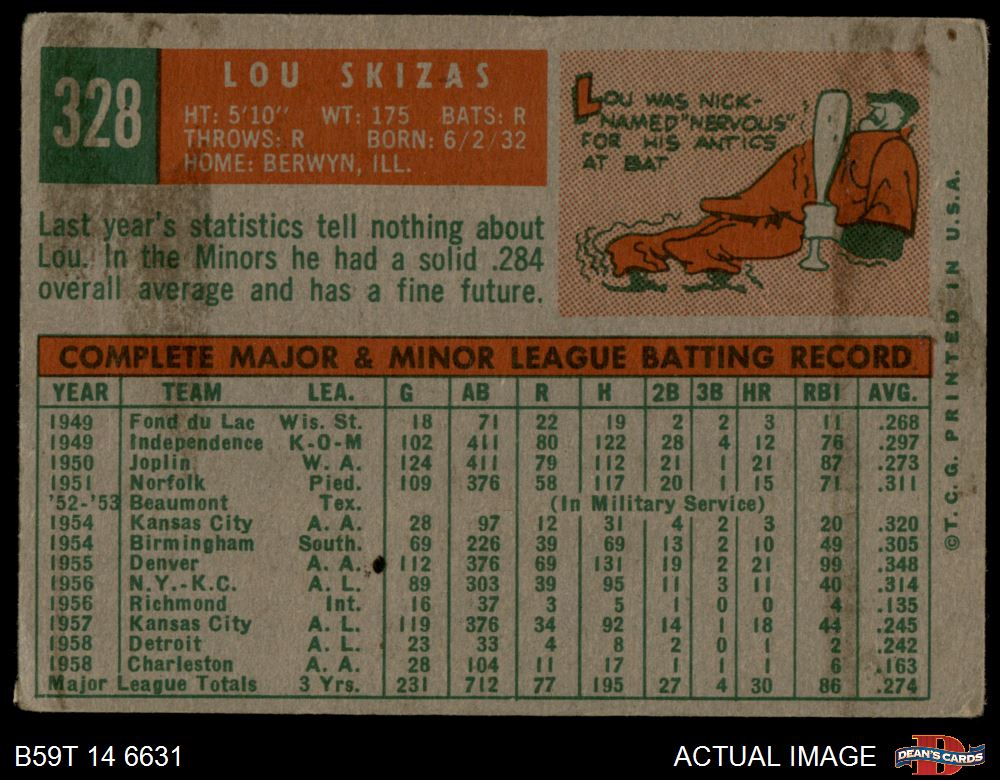 328
LOU SKIZAS
HT: 5'10" WT: 175 BATS: R
THROWS: R BORN: 6/2/32
HOME: BERWYN, ILL.
LOU WAS NICK-
NAMED "NERVOUS"
FOR HIS ANTICS
AT BAT
Last year's statistics tell nothing about
Lou. In the Minors he had a solid .284
overall average and has a fine future.
COMPLETE MAJOR & MINOR LEAGUE BATTING RECORD
YEAR TEAM LEA. G AB R H 2B 3B HR RBI AVG.
1949 Fond du Lac Wis. St. 18 71 22 19 2 2 3 11 .268
1949 Independence K-O-M 102 411 80 122 28 4 12 76 .297
1950 Joplin W. A. 124 411 79 112 21 1 21 87 .273
1951 Norfolk Pied. 109 376 58 117 20 1 15 71 .311
'52-'53 Beaumont Tex. (In Military Service)
1954 Kansas City A. A. 28 97 12 31 4 2 3 20 .320
1954 Birmingham South. 69 226 39 69 13 2 10 49 .305
1955 Denver A. A. 112 376 69 131 19 2 21 99 .348
1956 N.Y.-K.C. A. L. 89 303 39 95 11 3 11 40 .314
1956 Richmond Int. 16 37 3 5 1 0 0 4 .135
1957 Kansas City A. L. 119 376 34 92 14 1 18 44 .245
1958 Detroit A. L. 23 33 4 8 2 0 1 2 .242
1958 Charleston A. A. 28 104 11 17 1 1 1 6 .163
Major League Totals 3 Yrs. 231 712 77 195 27 4 30 86 .274
©T. C. G. PRINTED IN U.S.A.
B59T 14 6631
ACTUAL IMAGE
DEAN'S CARDS